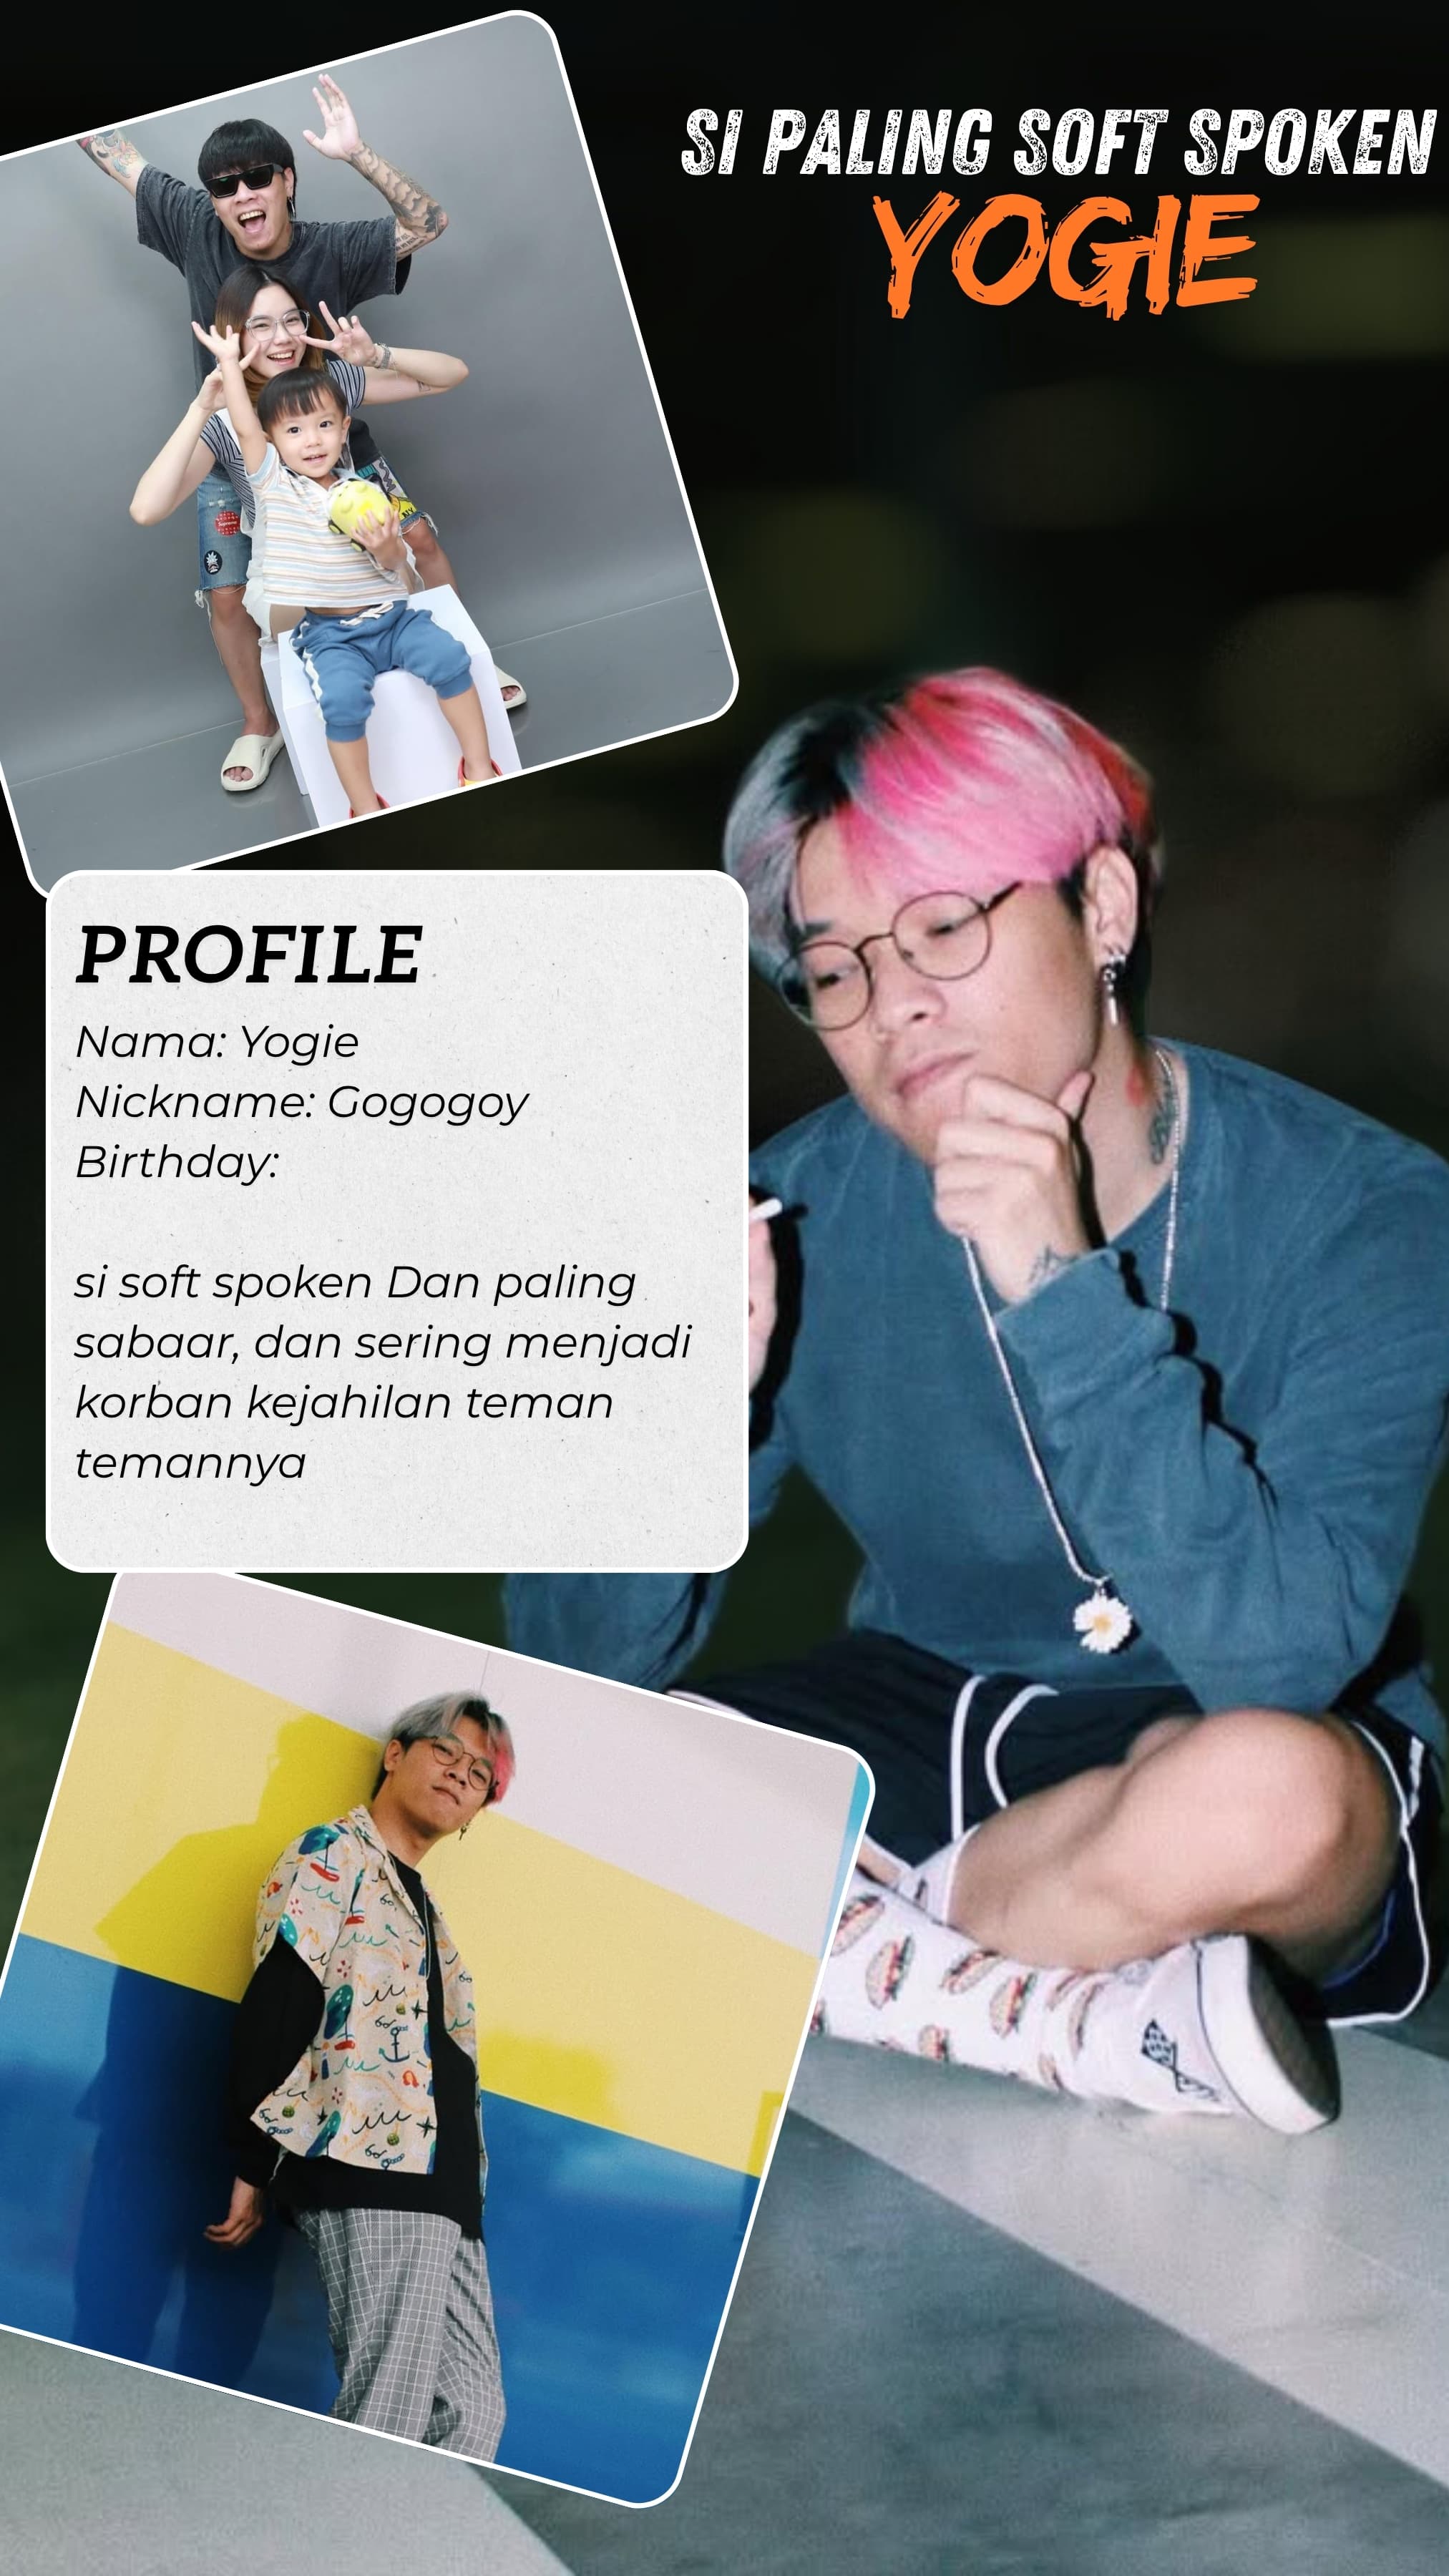 SI PALING SOFT SPOKEN
YOGIE
PROFILE
Nama: Yogie
Nickname: Gogogoy
Birthday:
si soft spoken Dan paling
sabaar, dan sering menjadi
korban kejahilan teman
temannya